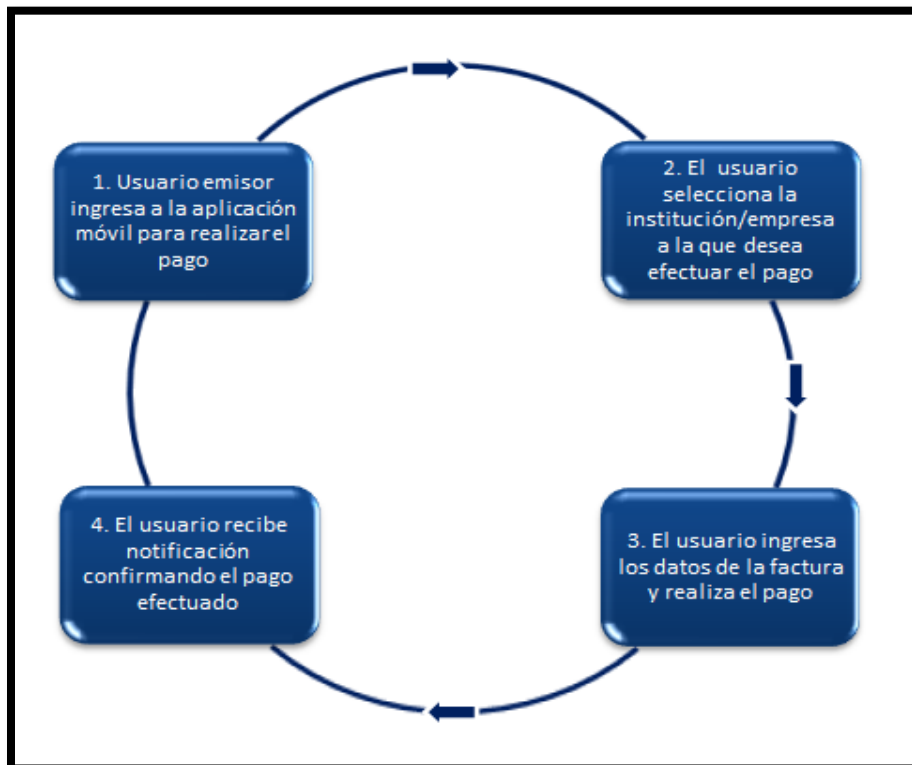 1. Usuario emisor
ingresa a la aplicación
móvil para realizar el
pago
2. El usuario
selecciona la
institución/empresa
a la que desea
efectuar el pago
3. El usuario ingresa
los datos de la factura
y realiza el pago
4. El usuario recibe
notificación
confirmando el pago
efectuado